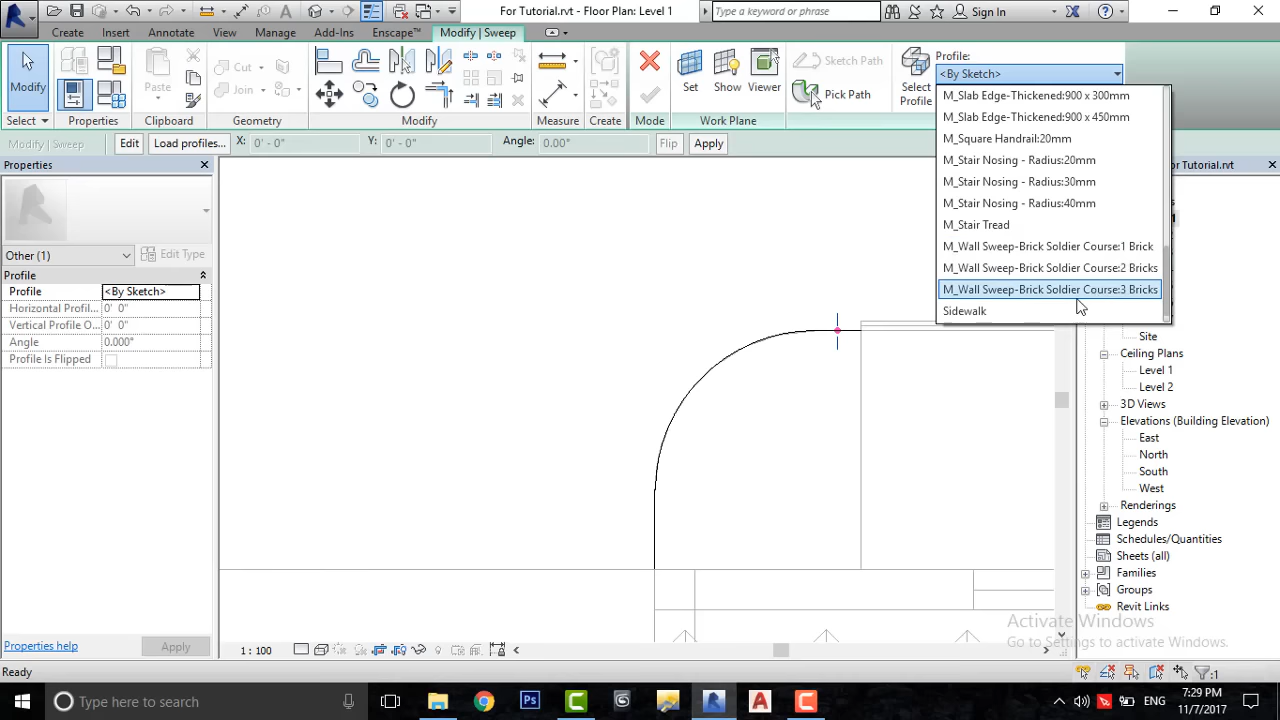 For Tutorial.rvt - Floor Plan: Level 1
Type a keyword or phrase
Sign In
Create Insert Annotate View Manage Add-Ins Enscape™ Modify | Sweep
Modify
Paste
Cut
Join
Set Show Viewer
Sketch Path
Pick Path
Select
Profile
Profile:
<By Sketch>
Select Properties Clipboard Geometry Modify Measure Create Mode Work Plane
Modify | Sweep Edit Load profiles... X: 0' - 0" Y: 0' - 0" Angle: 0.00° Flip Apply
M_Slab Edge-Thickened:900 x 300mm
M_Slab Edge-Thickened:900 x 450mm
M_Square Handrail:20mm
M_Stair Nosing - Radius:20mm
M_Stair Nosing - Radius:30mm
M_Stair Nosing - Radius:40mm
M_Stair Tread
M_Wall Sweep-Brick Soldier Course:1 Brick
M_Wall Sweep-Brick Soldier Course:2 Bricks
M_Wall Sweep-Brick Soldier Course:3 Bricks
Sidewalk
Properties
Other (1)
Edit Type
Profile
Profile <By Sketch>
Horizontal Profil... 0' 0"
Vertical Profile O... 0' 0"
Angle 0.000°
Profile Is Flipped
Properties help
Apply
r Tutorial.rvt
Site
Ceiling Plans
Level 1
Level 2
3D Views
Elevations (Building Elevation)
East
North
South
West
Renderings
Legends
Schedules/Quantities
Sheets (all)
Families
Groups
Revit Links
Activate Windows
Go to Settings to activate Windows.
1 : 100
Ready
:1
Type here to search
ENG
7:29 PM
11/7/2017